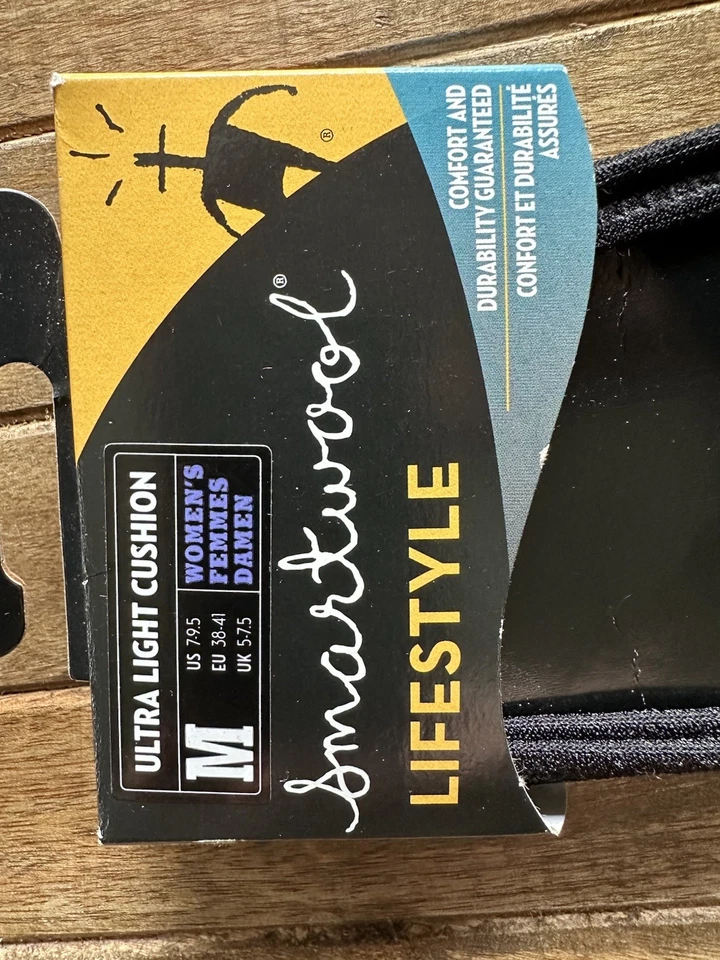 COMFORT AND
DURABILITY GUARANTEED
CONFORT ET DURABILITÉ
ASSURÉS
®
smartwool®
LIFESTYLE
ULTRA LIGHT CUSHION
M
US 7-9.5
EU 38-41
UK 5-7.5
WOMEN'S
FEMMES
DAMEN